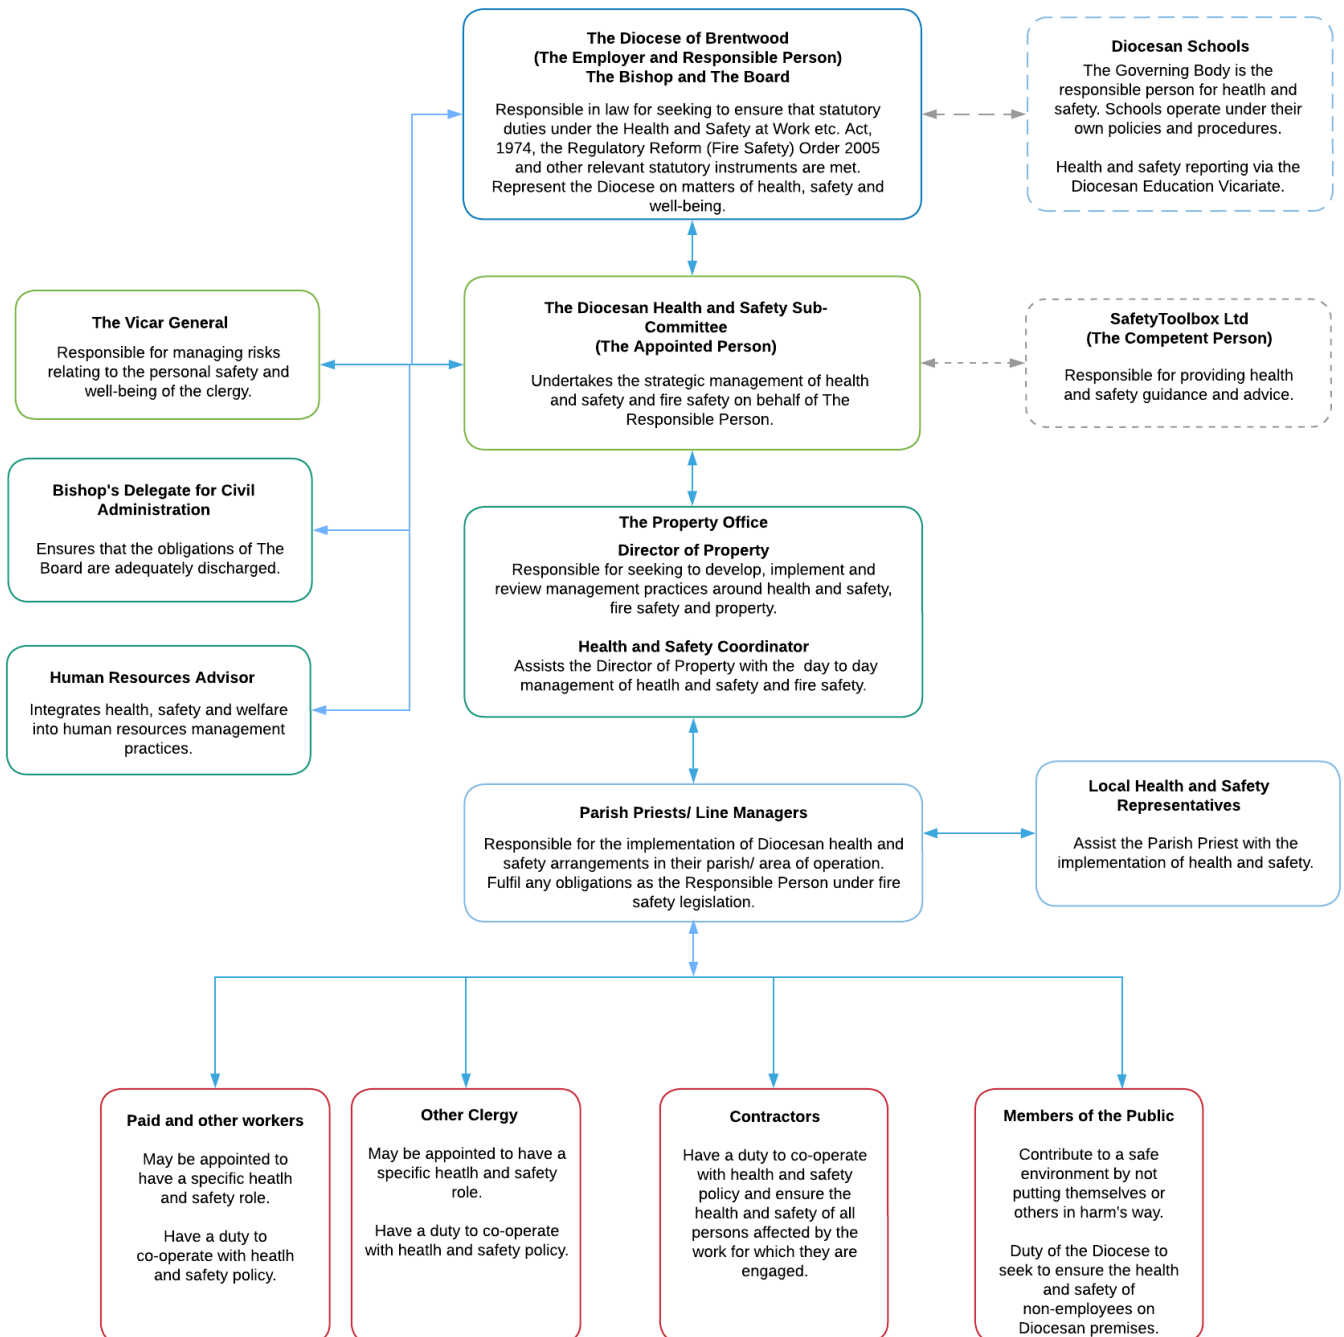 The Diocese of Brentwood
(The Employer and Responsible Person)
The Bishop and The Board
Responsible in law for seeking to ensure that statutory
duties under the Health and Safety at Work etc. Act,
1974, the Regulatory Reform (Fire Safety) Order 2005
and other relevant statutory instruments are met.
Represent the Diocese on matters of health, safety and
well-being.
Diocesan Schools
The Governing Body is the
responsible person for heatlh and
safety. Schools operate under their
own policies and procedures.
Health and safety reporting via the
Diocesan Education Vicariate.
The Vicar General
Responsible for managing risks
relating to the personal safety and
well-being of the clergy.
The Diocesan Health and Safety Sub-
Committee
(The Appointed Person)
Undertakes the strategic management of health
and safety and fire safety on behalf of The
Responsible Person.
SafetyToolbox Ltd
(The Competent Person)
Responsible for providing health
and safety guidance and advice.
Bishop's Delegate for Civil
Administration
Ensures that the obligations of The
Board are adequately discharged.
The Property Office
Director of Property
Responsible for seeking to develop, implement and
review management practices around health and safety,
fire safety and property.
Health and Safety Coordinator
Assists the Director of Property with the  day to day
management of heatlh and safety and fire safety.
Human Resources Advisor
Integrates health, safety and welfare
into human resources management
practices.
Parish Priests/ Line Managers
Responsible for the implementation of Diocesan health and
safety arrangements in their parish/ area of operation.
Fulfil any obligations as the Responsible Person under fire
safety legislation.
Local Health and Safety
Representatives
Assist the Parish Priest with the
implementation of health and safety.
Paid and other workers
May be appointed to
have a specific heatlh
and safety role.
Have a duty to
co-operate with heatlh
and safety policy.
Other Clergy
May be appointed to have a
specific heatlh and safety
role.
Have a duty to co-operate
with heatlh and safety policy.
Contractors
Have a duty to co-operate
with health and safety
policy and ensure the
health and safety of all
persons affected by the
work for which they are
engaged.
Members of the Public
Contribute to a safe
environment by not
putting themselves or
others in harm's way.
Duty of the Diocese to
seek to ensure the health
and safety of
non-employees on
Diocesan premises.